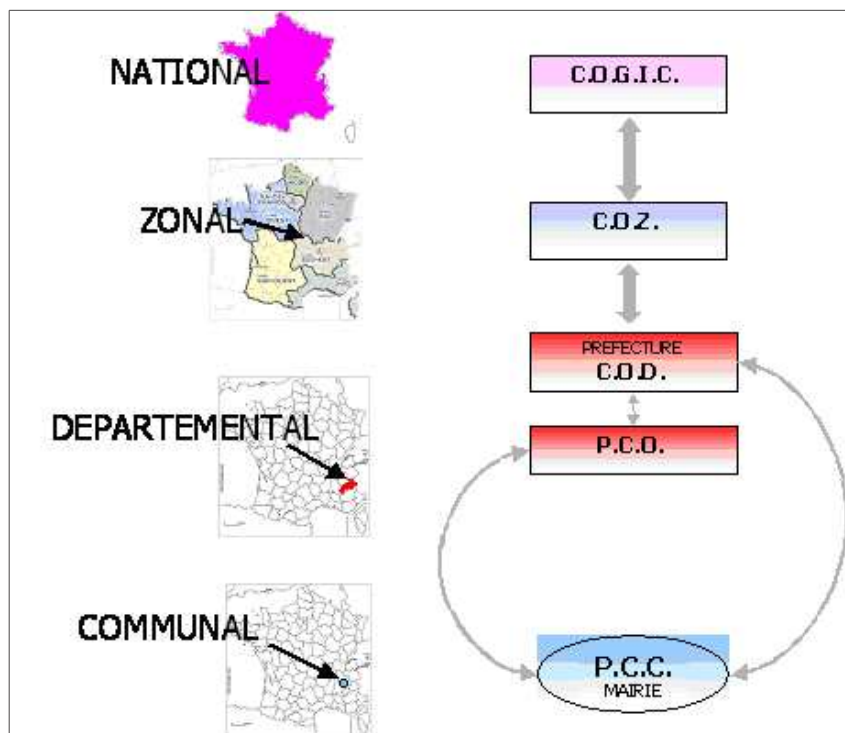 NATIONAL
C.O.G.I.C.
ZONAL
C.O.Z.
DEPARTEMENTAL
PREFECTURE
C.O.D.
P.C.O.
COMMUNAL
P.C.C.
MAIRIE